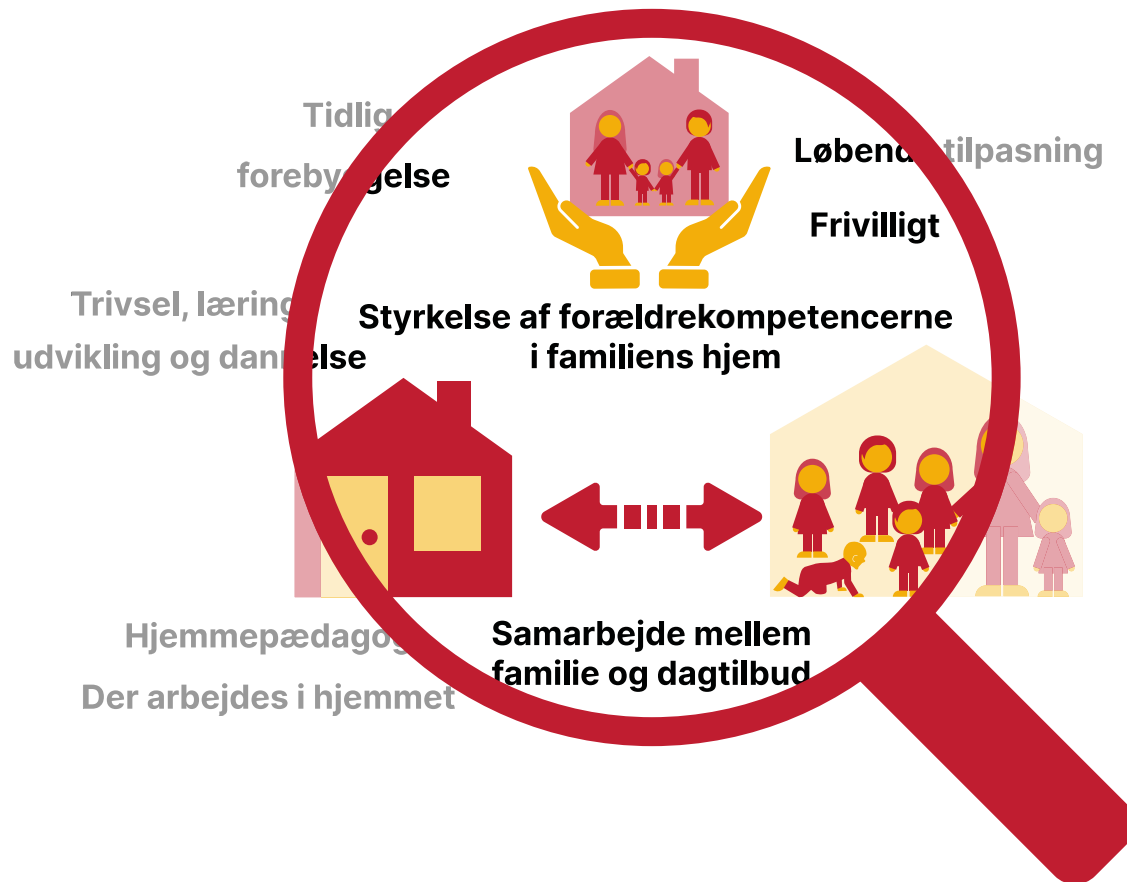 Tidlig
forebyggelse
Løbende tilpasning
Frivilligt
Trivsel, læring
udvikling og dannelse
Styrkelse af forældrekompetencerne
i familiens hjem
Hjemmepædagog
Der arbejdes i hjemmet
Samarbejde mellem
familie og dagtilbud